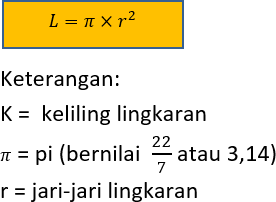 L = π × r²
Keterangan:
K = keliling lingkaran
π = pi (bernilai 22/7 atau 3,14)
r = jari-jari lingkaran